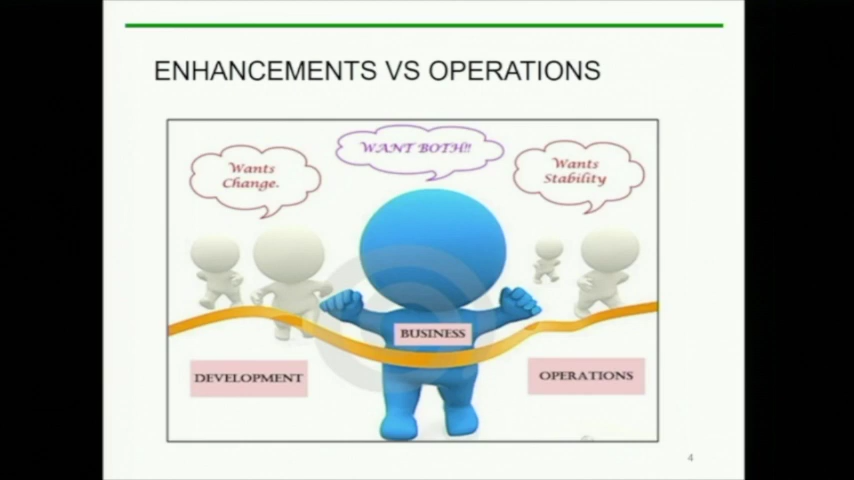 ENHANCEMENTS VS OPERATIONS
WANT BOTH!!
Wants
Change.
Wants
Stability
BUSINESS
DEVELOPMENT
OPERATIONS
4